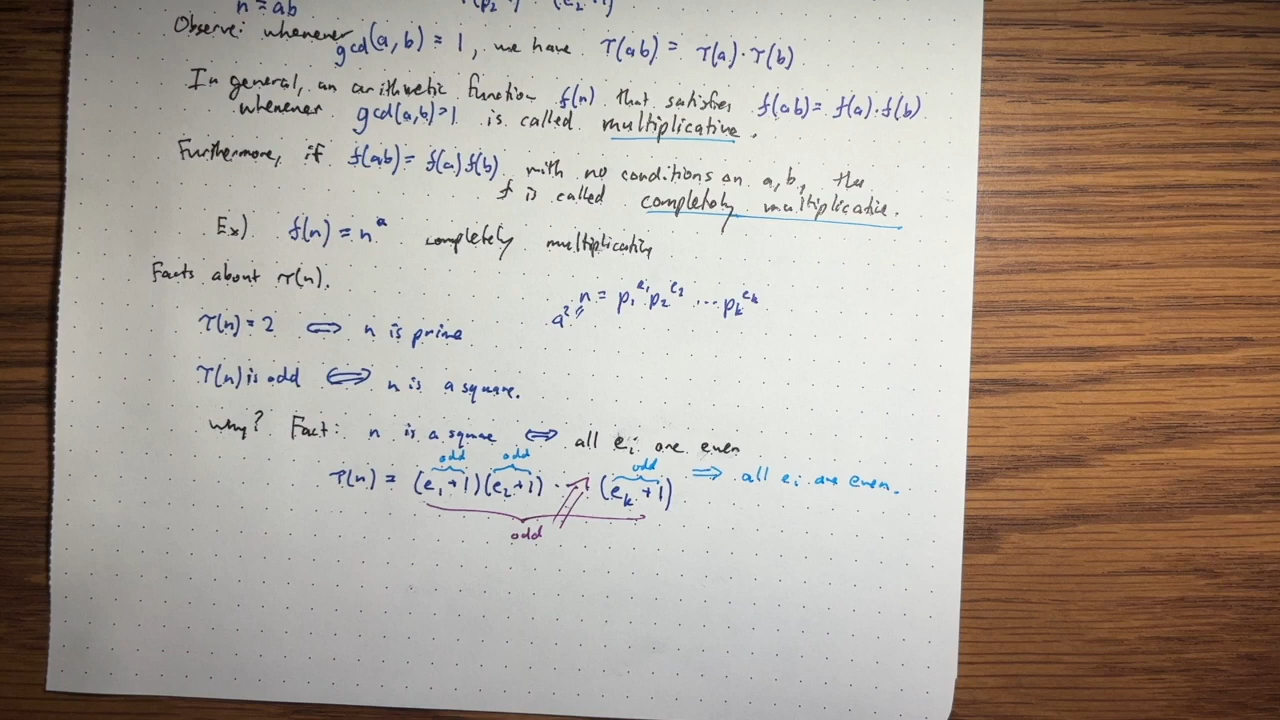 n = ab
Observe: whenever gcd(a,b) = 1, we have τ(ab) = τ(a)·τ(b)
In general, an arithmetic function f(n) that satisfies f(ab) = f(a)·f(b)
whenever gcd(a,b)=1 is called multiplicative.
Furthermore, if f(ab) = f(a)f(b) with no conditions on a,b, then
f is called completely multiplicative.
Ex) f(n) = nᵃ completely multiplicative
Facts about τ(n).
n = p₁^e₁ p₂^e₂ ... pₖ^eₖ
a² =
τ(n) = 2 ⟺ n is prime
τ(n) is odd ⟺ n is a square.
why? Fact: n is a square ⟺ all eᵢ are even
odd odd odd
τ(n) = (e₁+1)(e₂+1) ... (eₖ+1) ⟹ all eᵢ are even.
odd